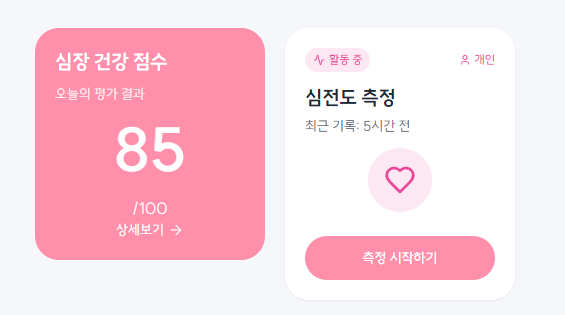 심장 건강 점수
오늘의 평가 결과
85
/100
상세보기 →
활동 중
개인
심전도 측정
최근 기록: 5시간 전
측정 시작하기